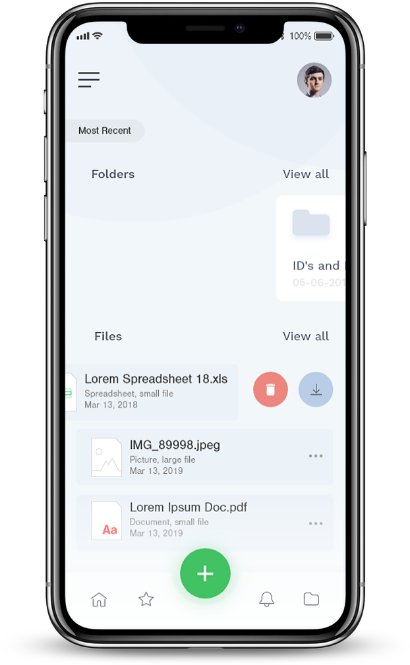 100%
Most Recent
Folders View all
ID's and
05-06-201
Files View all
Lorem Spreadsheet 18.xls
Spreadsheet, small file
Mar 13, 2018
IMG_89998.jpeg
Picture, large file
Mar 13, 2019
Lorem Ipsum Doc.pdf
Document, small file
Mar 13, 2019
Aa